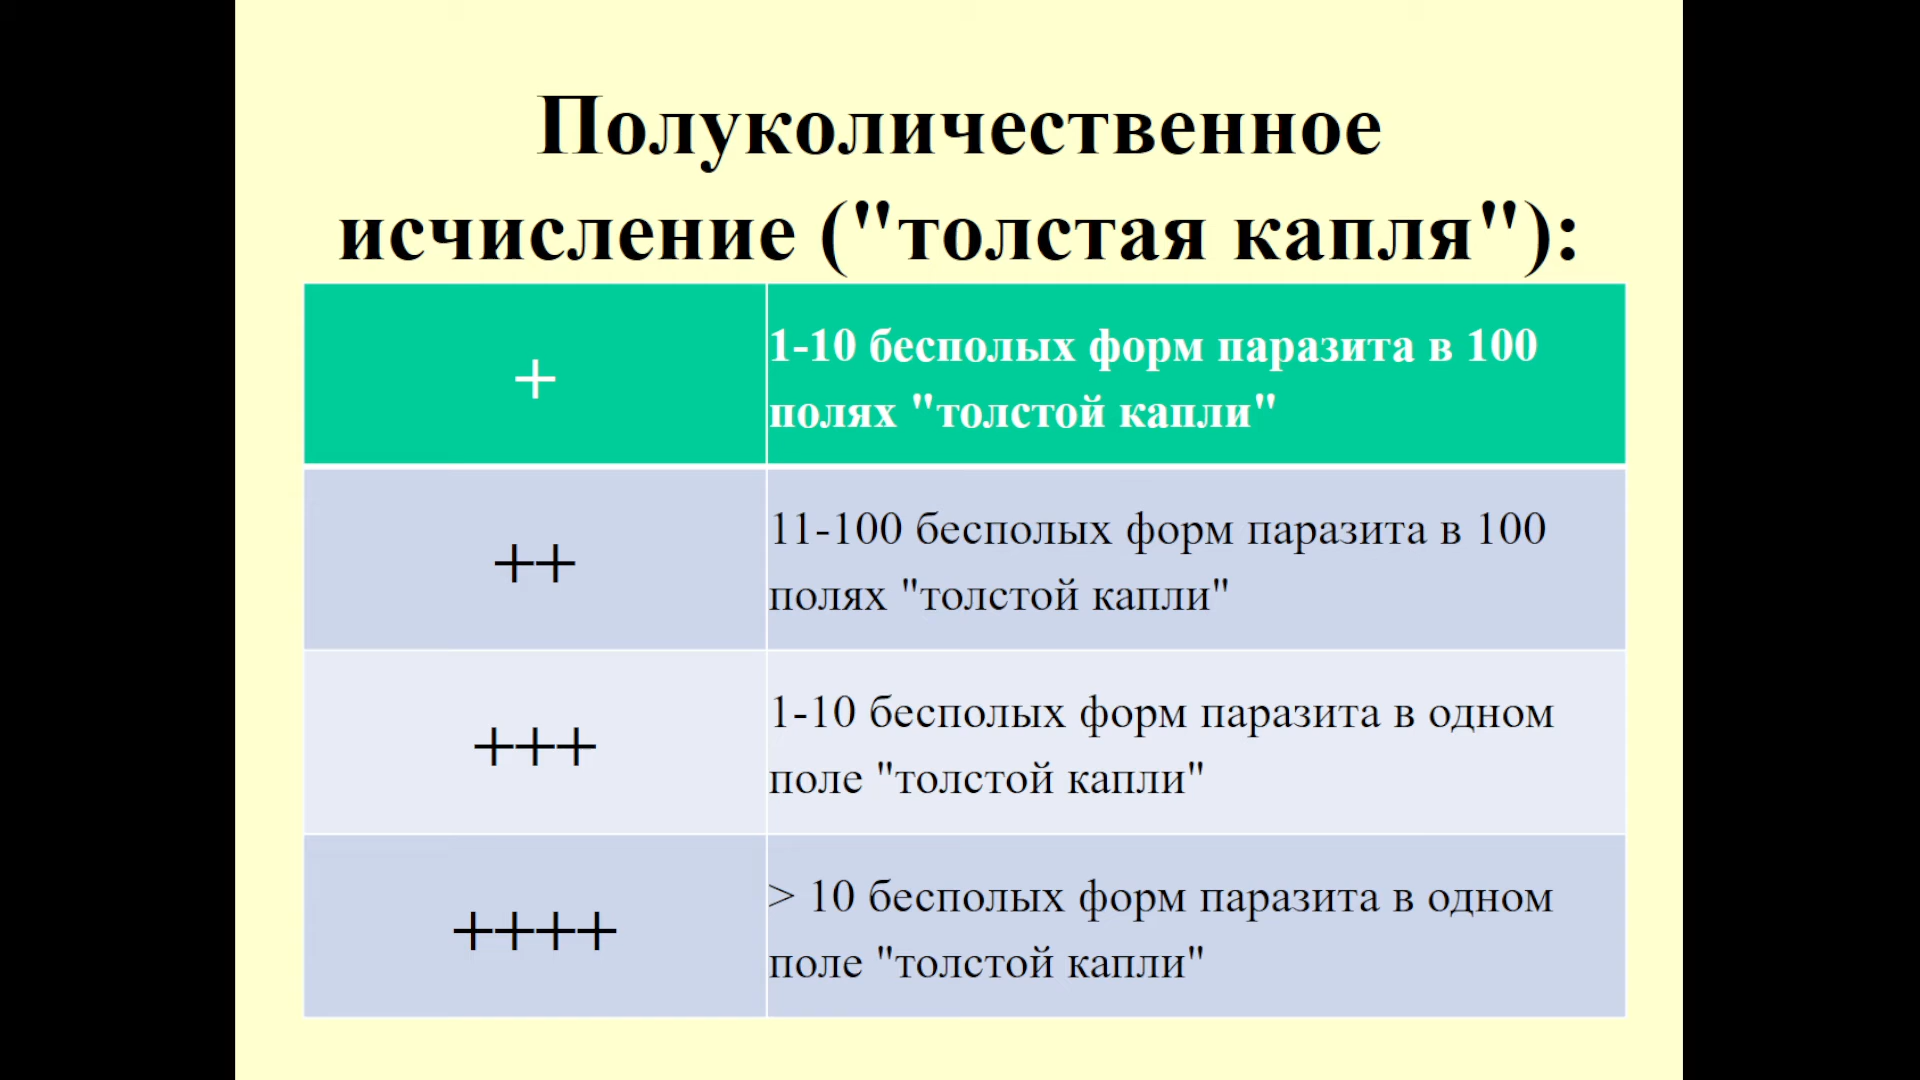 Полуколичественное
исчисление ("толстая капля"):
+
1-10 бесполых форм паразита в 100
полях "толстой капли"
++
11-100 бесполых форм паразита в 100
полях "толстой капли"
+++
1-10 бесполых форм паразита в одном
поле "толстой капли"
++++
> 10 бесполых форм паразита в одном
поле "толстой капли"